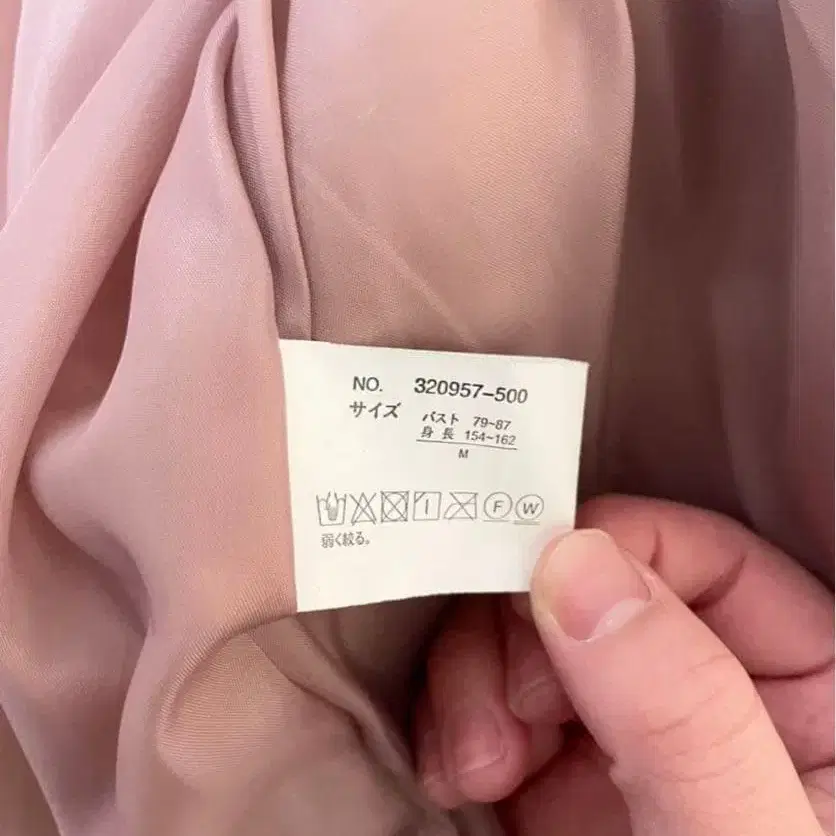 NO. 320957-500
サイズ バスト 79~87
身長 154~162
M
F W
弱く絞る。